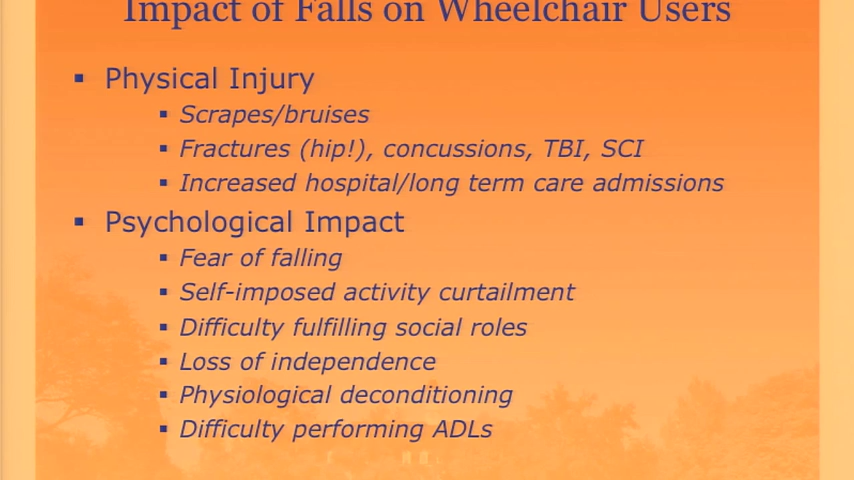 Impact of Falls on Wheelchair Users
▪ Physical Injury
▪ Scrapes/bruises
▪ Fractures (hip!), concussions, TBI, SCI
▪ Increased hospital/long term care admissions
▪ Psychological Impact
▪ Fear of falling
▪ Self-imposed activity curtailment
▪ Difficulty fulfilling social roles
▪ Loss of independence
▪ Physiological deconditioning
▪ Difficulty performing ADLs